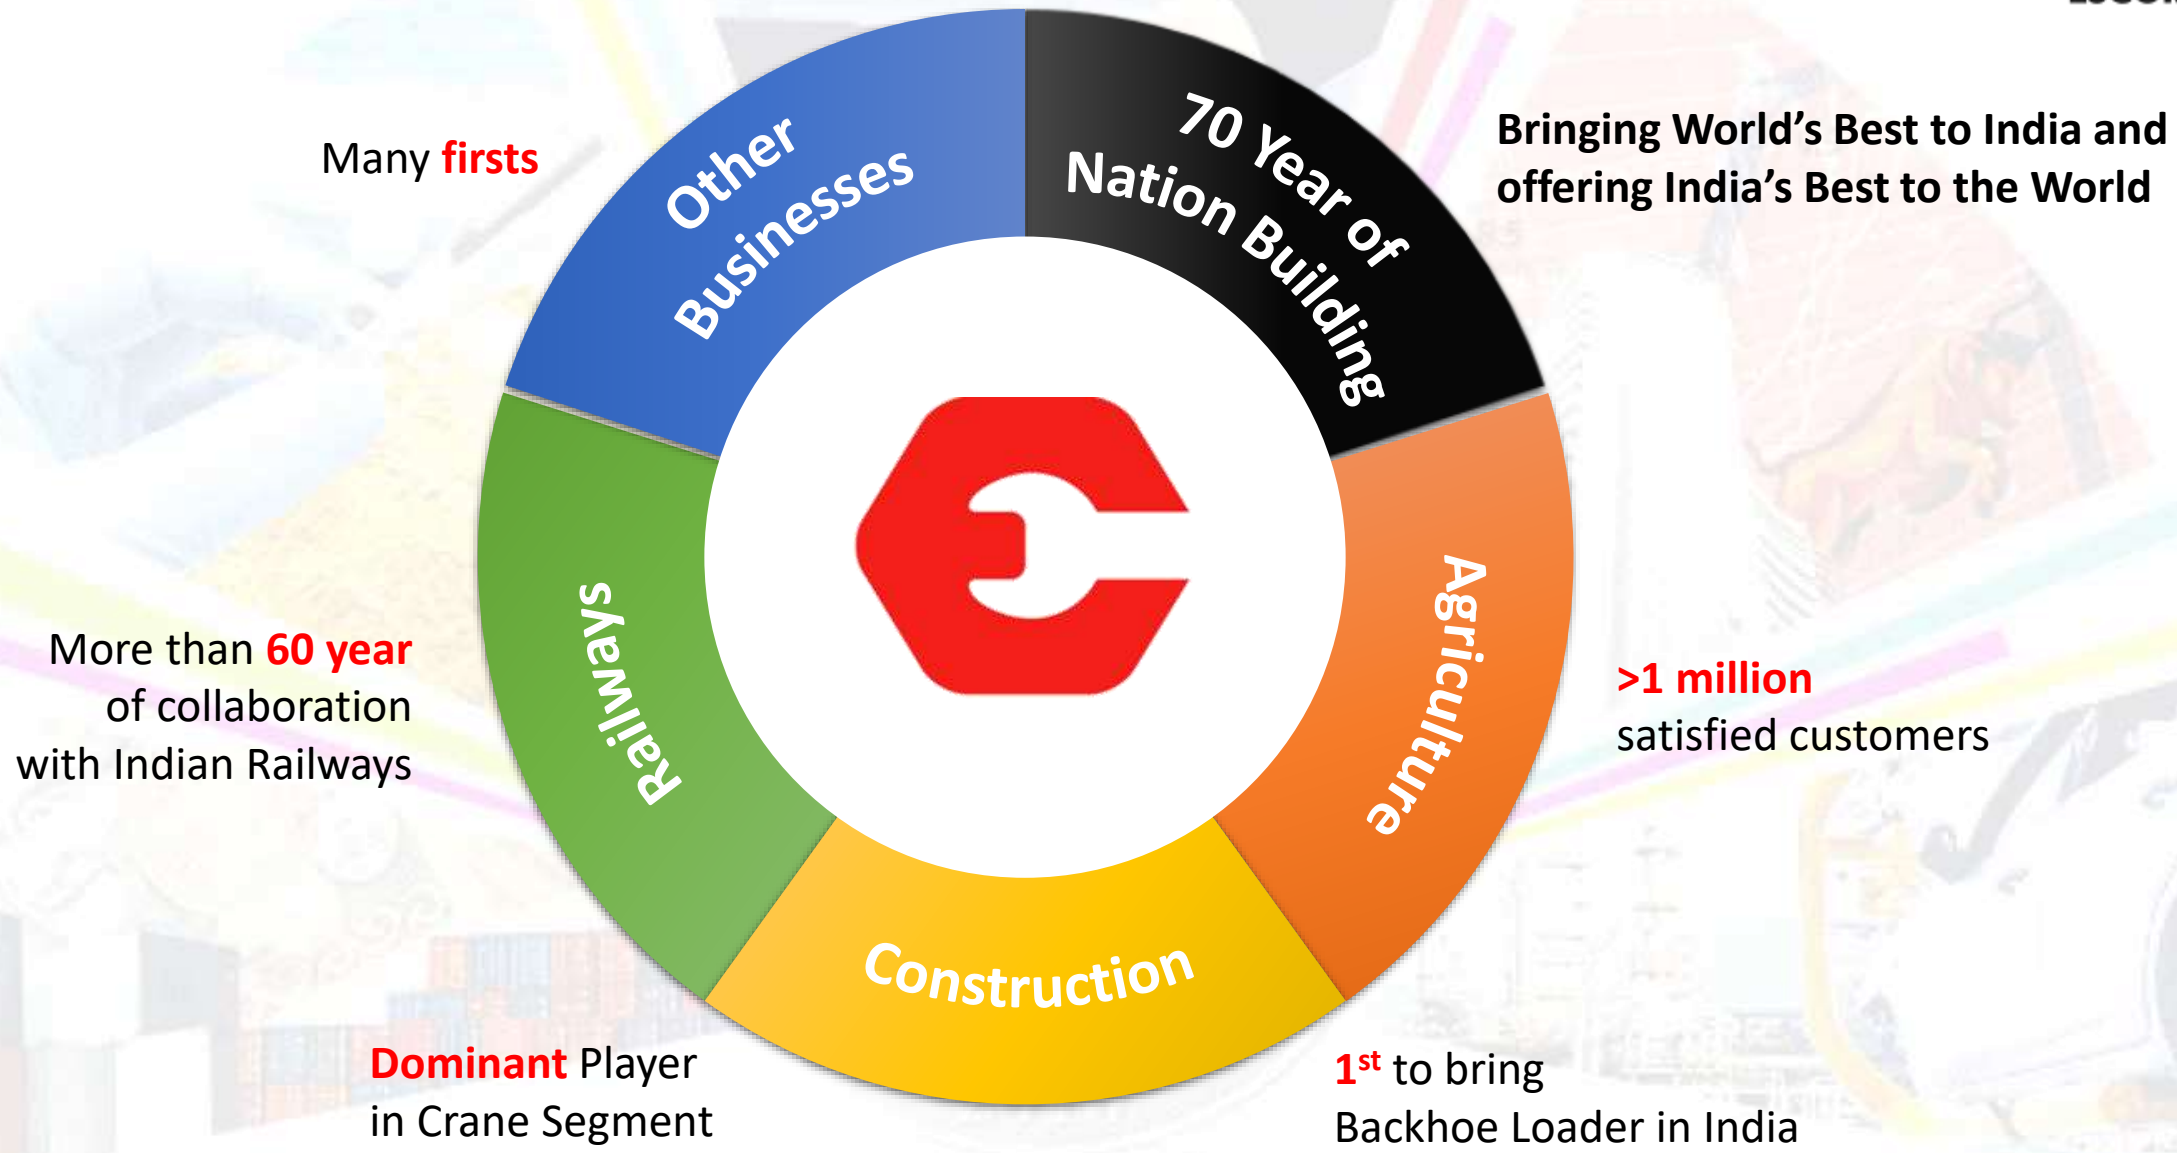 Many firsts
Other
Businesses
70 Year of
Nation Building
Bringing World's Best to India and
offering India's Best to the World
Railways
Agriculture
More than 60 year
of collaboration
with Indian Railways
>1 million
satisfied customers
Construction
Dominant Player
in Crane Segment
1st to bring
Backhoe Loader in India